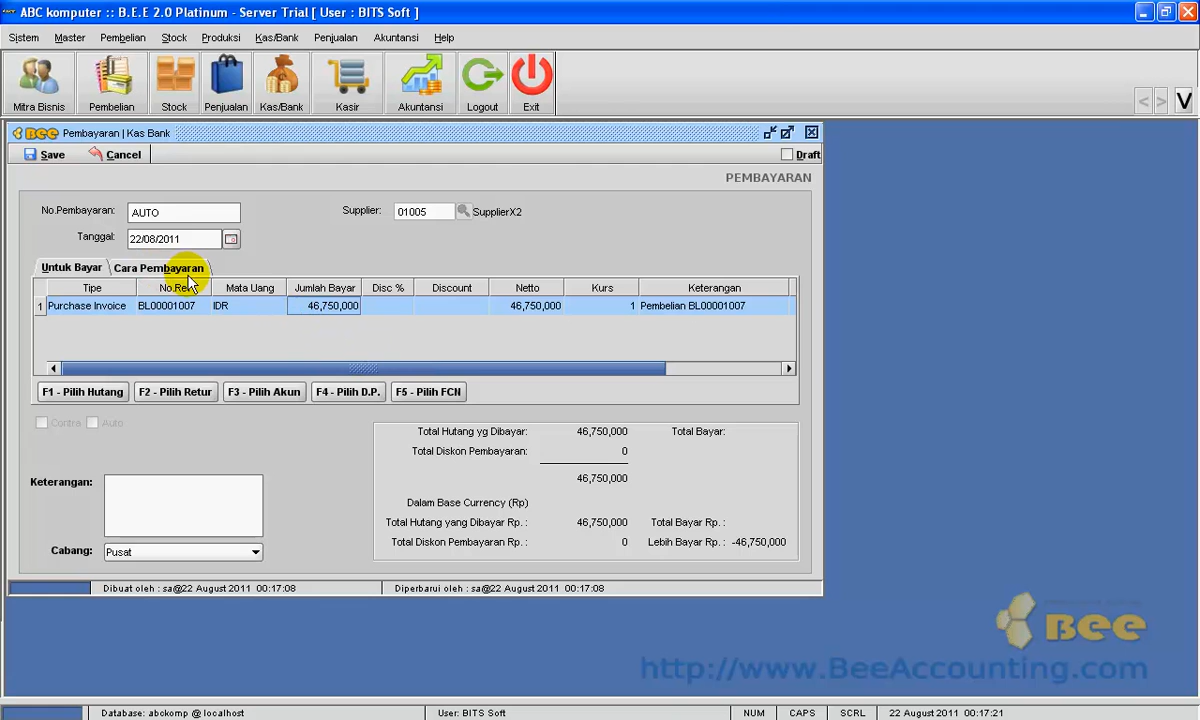 ABC komputer :: B.E.E 2.0 Platinum - Server Trial [ User : BITS Soft ]
Sistem Master Pembelian Stock Produksi Kas/Bank Penjualan Akuntansi Help
Mitra Bisnis Pembelian Stock Penjualan Kas/Bank Kasir Akuntansi Logout Exit
< > V
BEE Pembayaran | Kas Bank
Save Cancel Draft
PEMBAYARAN
No.Pembayaran: AUTO Supplier: 01005 SupplierX2
Tanggal: 22/08/2011
Untuk Bayar Cara Pembayaran
Tipe Mata Uang Jumlah Bayar Disc % Discount Netto Kurs Keterangan
1 Purchase Invoice BL00001007 IDR 46,750,000 46,750,000 1 Pembelian BL00001007
F1 - Pilih Hutang F2 - Pilih Retur F3 - Pilih Akun F4 - Pilih D.P. F5 - Pilih FCN
Contra Auto
Total Hutang yg Dibayar: 46,750,000 Total Bayar:
Total Diskon Pembayaran: 0
46,750,000
Keterangan:
Dalam Base Currency (Rp)
Total Hutang yang Dibayar Rp. : 46,750,000 Total Bayar Rp. :
Total Diskon Pembayaran Rp. : 0 Lebih Bayar Rp. : -46,750,000
Cabang: Pusat
Dibuat oleh : sa@22 August 2011 00:17:08 Diperbarui oleh : sa@22 August 2011 00:17:08
BEE
http://www.BeeAccounting.com
Database: abckomp @ localhost User: BITS Soft NUM CAPS SCRL 22 August 2011 00:17:21